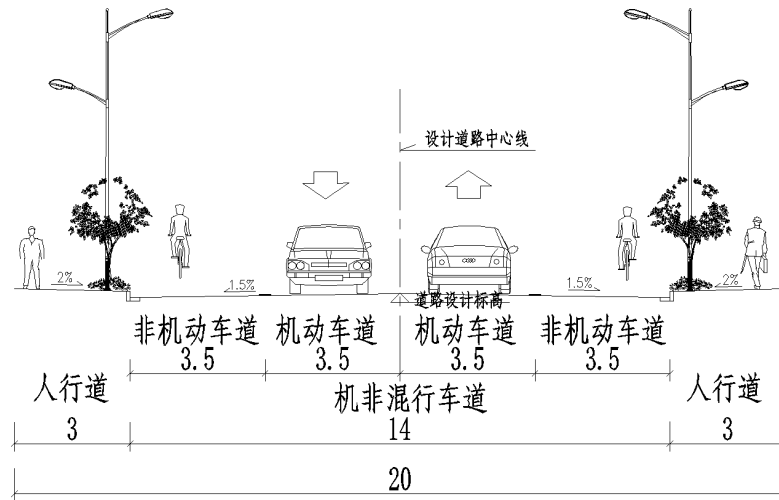 设计道路中心线
2%
1.5%
1.5%
2%
道路设计标高
非机动车道 机动车道 机动车道 非机动车道
3.5 3.5 3.5 3.5
人行道 机非混行车道 人行道
3 14 3
20